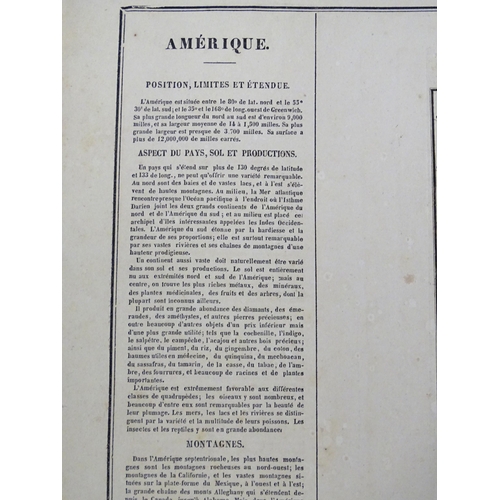 AMÉRIQUE.
POSITION, LIMITES ET ÉTENDUE.
L'Amérique est située entre le 80e de lat. nord et le 55e
36' de lat. sud; et le 35e et le 168e de long. ouest de Greenwich.
Sa plus grande longueur du nord au sud est d'environ 9,000
milles, et sa largeur moyenne de 14 à 1,500 milles. Sa plus
grande largeur est presque de 3 700 milles. Sa surface a
plus de 12,000,000 de milles carrés.
ASPECT DU PAYS, SOL ET PRODUCTIONS.
En pays qui s'étend sur plus de 130 degrés de latitude
et 133 de long., ne peut qu'offrir une variété remarquable.
Au nord sont des baies et de vastes lacs, et à l'est s'élè-
vent de hautes montagnes. Au milieu, la Mer atlantique
rencontre presque l'Océan pacifique à l'endroit où l'Isthme
Darien joint les deux grands continents de l'Amérique du
nord et de l'Amérique du sud; et au milieu est placé cet
archipel d'îles intéressantes appelées les Indes Occiden-
tales. L'Amérique du sud étonne par la hardiesse et la
grandeur de ses proportions; elle est surtout remarquable
par ses vastes rivières et ses chaînes de montagnes d'une
hauteur prodigieuse.
Un continent aussi vaste doit naturellement être varié
dans son sol et ses productions. Le sol est entièrement
nu aux extrémités nord et sud de l'Amérique; mais au
centre, on trouve les plus riches métaux, des minéraux,
des plantes médicinales, des fruits et des arbres, dont la
plupart sont inconnus ailleurs.
Il produit en grande abondance des diamants, des éme-
raudes, des améthystes, et autres pierres précieuses; en
outre beaucoup d'autres objets d'un prix inférieur mais
d'une plus grande utilité; tels que la cochenille, l'indigo,
le salpêtre, le campêche, l'acajou et autres bois précieux;
ainsi que du piment, du riz, du gingembre, du coton, des
baumes utiles en médecine, du quinquina, du mechoacan,
du sassafras, du tamarin, de la casse, du tabac, de l'am-
bre, des fourrures, et beaucoup de racines et de plantes
importantes.
L'Amérique est extrêmement favorable aux différentes
classes de quadrupèdes; les oiseaux y sont nombreux, et
beaucoup d'entre eux sont remarquables par la beauté de
leur plumage. Les mers, les lacs et les rivières se distin-
guent par la variété et la multitude de leurs poissons. Les
insectes et les reptiles y sont en grande abondance.
MONTAGNES.
Dans l'Amérique septentrionale, les plus hautes monta-
gnes sont les montagnes rocheuses au nord-ouest; les
montagnes de la Californie, et les vastes montagnes situées
sur la plate-forme du Mexique, à l'ouest; et à l'est
la grande chaîne des monts Alleghany qui s'étendent de-